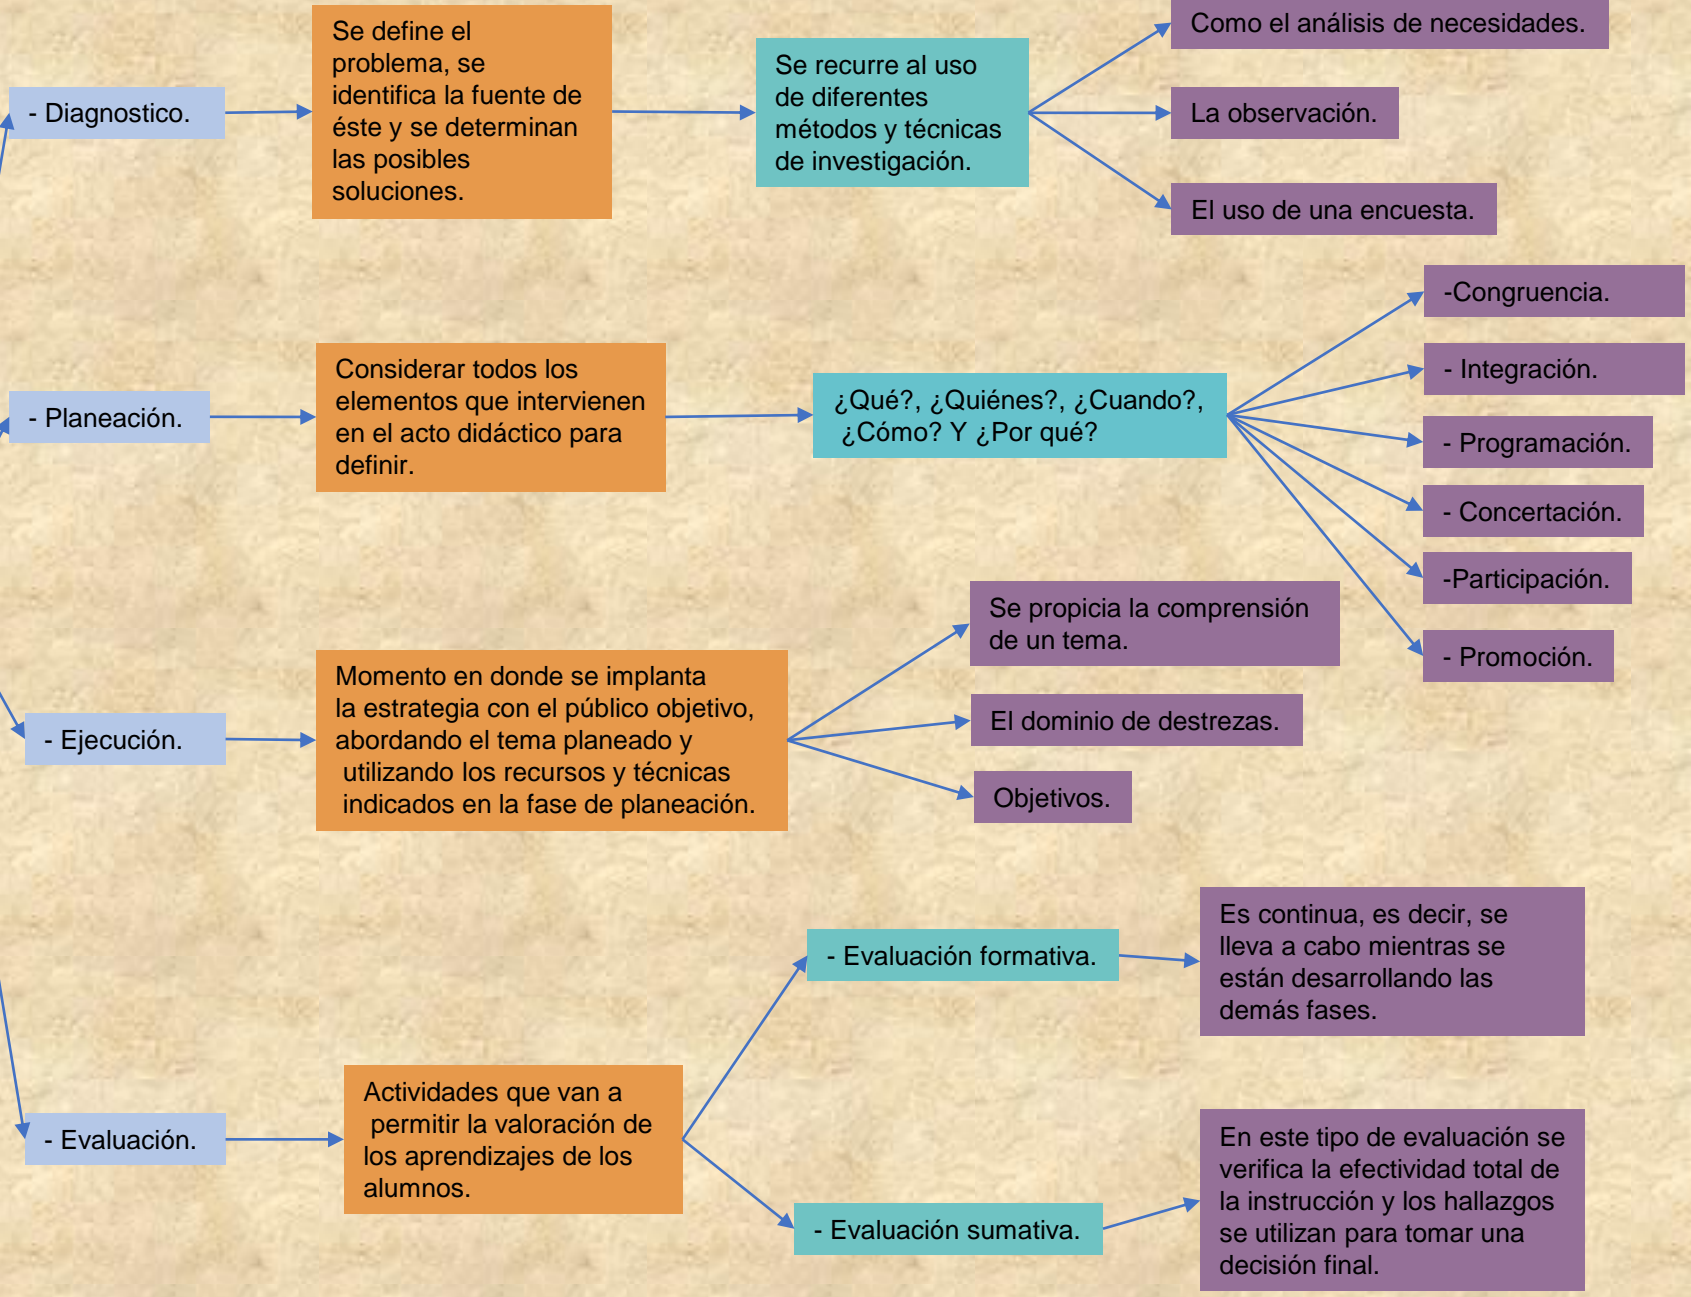 - Diagnostico.
Se define el
problema, se
identifica la fuente de
éste y se determinan
las posibles
soluciones.
Se recurre al uso
de diferentes
métodos y técnicas
de investigación.
Como el análisis de necesidades.
La observación.
El uso de una encuesta.
- Planeación.
Considerar todos los
elementos que intervienen
en el acto didáctico para
definir.
¿Qué?, ¿Quiénes?, ¿Cuando?,
¿Cómo? Y ¿Por qué?
-Congruencia.
- Integración.
- Programación.
- Concertación.
-Participación.
- Promoción.
- Ejecución.
Momento en donde se implanta
la estrategia con el público objetivo,
abordando el tema planeado y
utilizando los recursos y técnicas
indicados en la fase de planeación.
Se propicia la comprensión
de un tema.
El dominio de destrezas.
Objetivos.
- Evaluación.
Actividades que van a
permitir la valoración de
los aprendizajes de los
alumnos.
- Evaluación formativa.
Es continua, es decir, se
lleva a cabo mientras se
están desarrollando las
demás fases.
- Evaluación sumativa.
En este tipo de evaluación se
verifica la efectividad total de
la instrucción y los hallazgos
se utilizan para tomar una
decisión final.